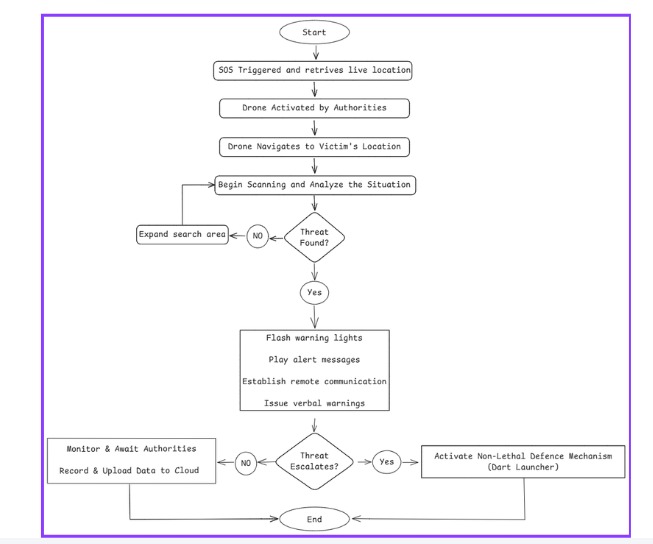 Start
SOS Triggered and retrives live location
Drone Activated by Authorities
Drone Navigates to Victim's Location
Begin Scanning and Analyze the Situation
Threat
Found?
NO
Expand search area
Yes
Flash warning lights
Play alert messages
Establish remote communication
Issue verbal warnings
Threat
Escalates?
NO
Monitor & Await Authorities
Record & Upload Data to Cloud
Yes
Activate Non-Lethal Defence Mechanism
(Dart Launcher)
End